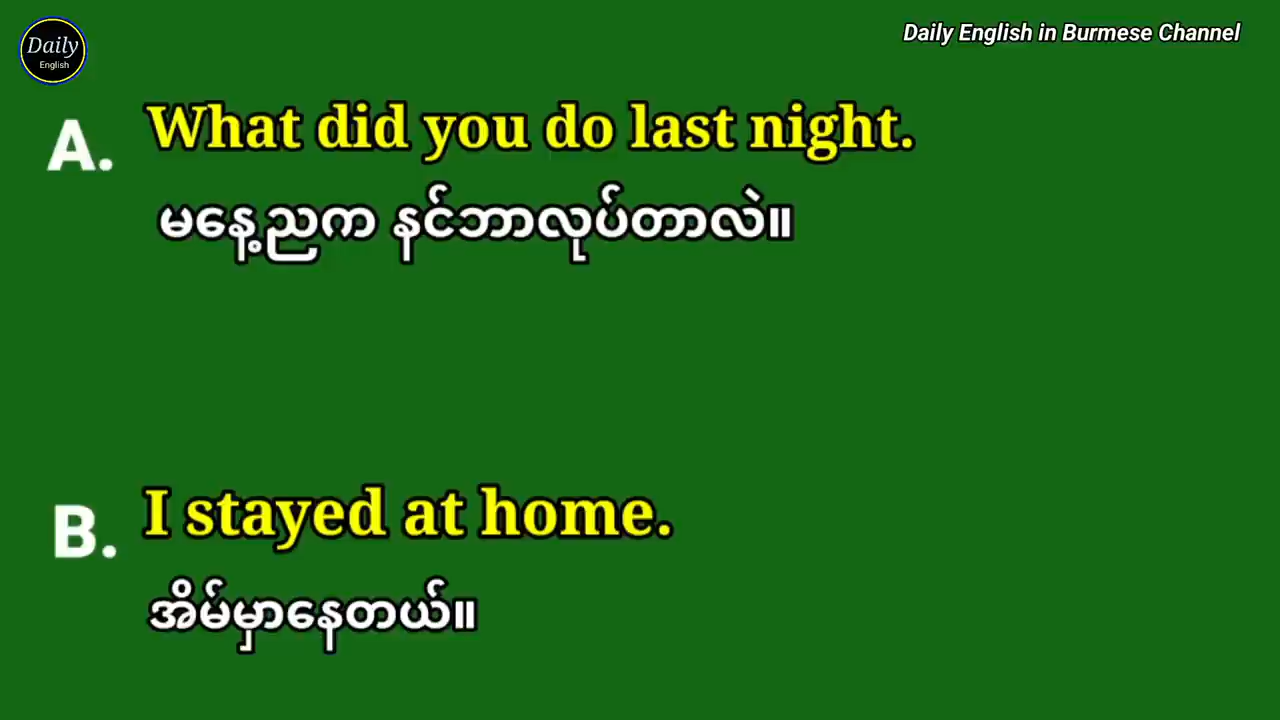 Daily
English
Daily English in Burmese Channel
A. What did you do last night.
မနေ့ညက နင်ဘာလုပ်တာလဲ။
B. I stayed at home.
အိမ်မှာနေတယ်။